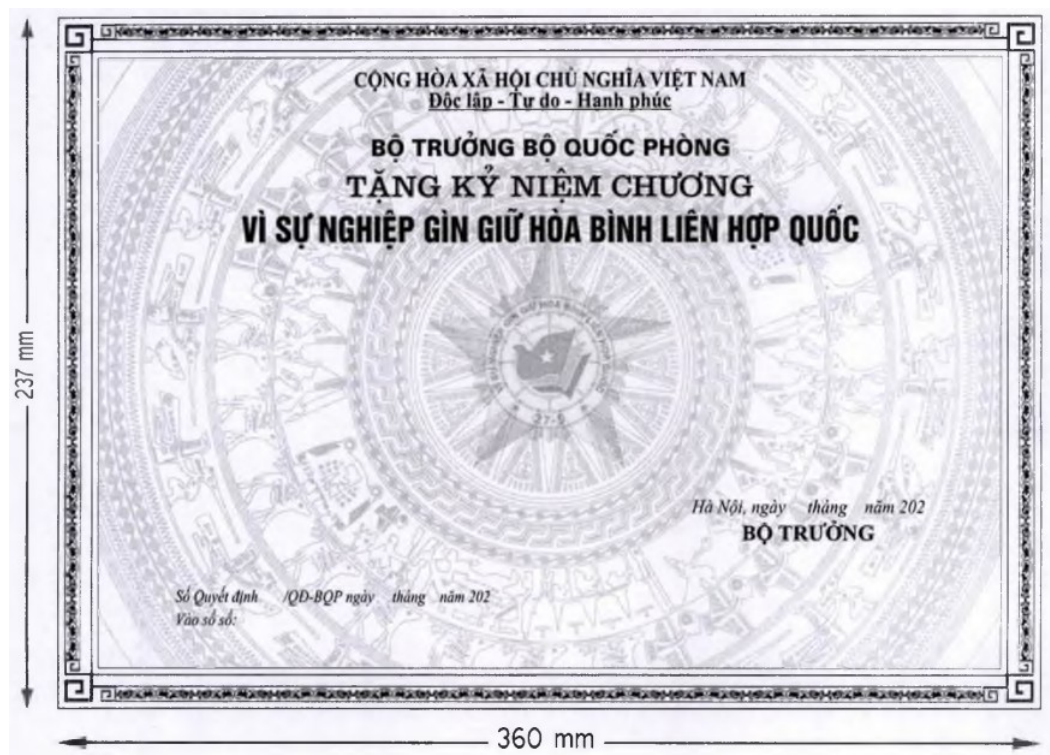 CỘNG HÒA XÃ HỘI CHỦ NGHĨA VIỆT NAM
Độc lập - Tự do - Hạnh phúc
BỘ TRƯỞNG BỘ QUỐC PHÒNG
TẶNG KỶ NIỆM CHƯƠNG
VÌ SỰ NGHIỆP GÌN GIỮ HÒA BÌNH LIÊN HỢP QUỐC
27-5
Hà Nội, ngày tháng năm 202
BỘ TRƯỞNG
Số Quyết định /QĐ-BQP ngày tháng năm 202
Vào sổ số:
237 mm
360 mm